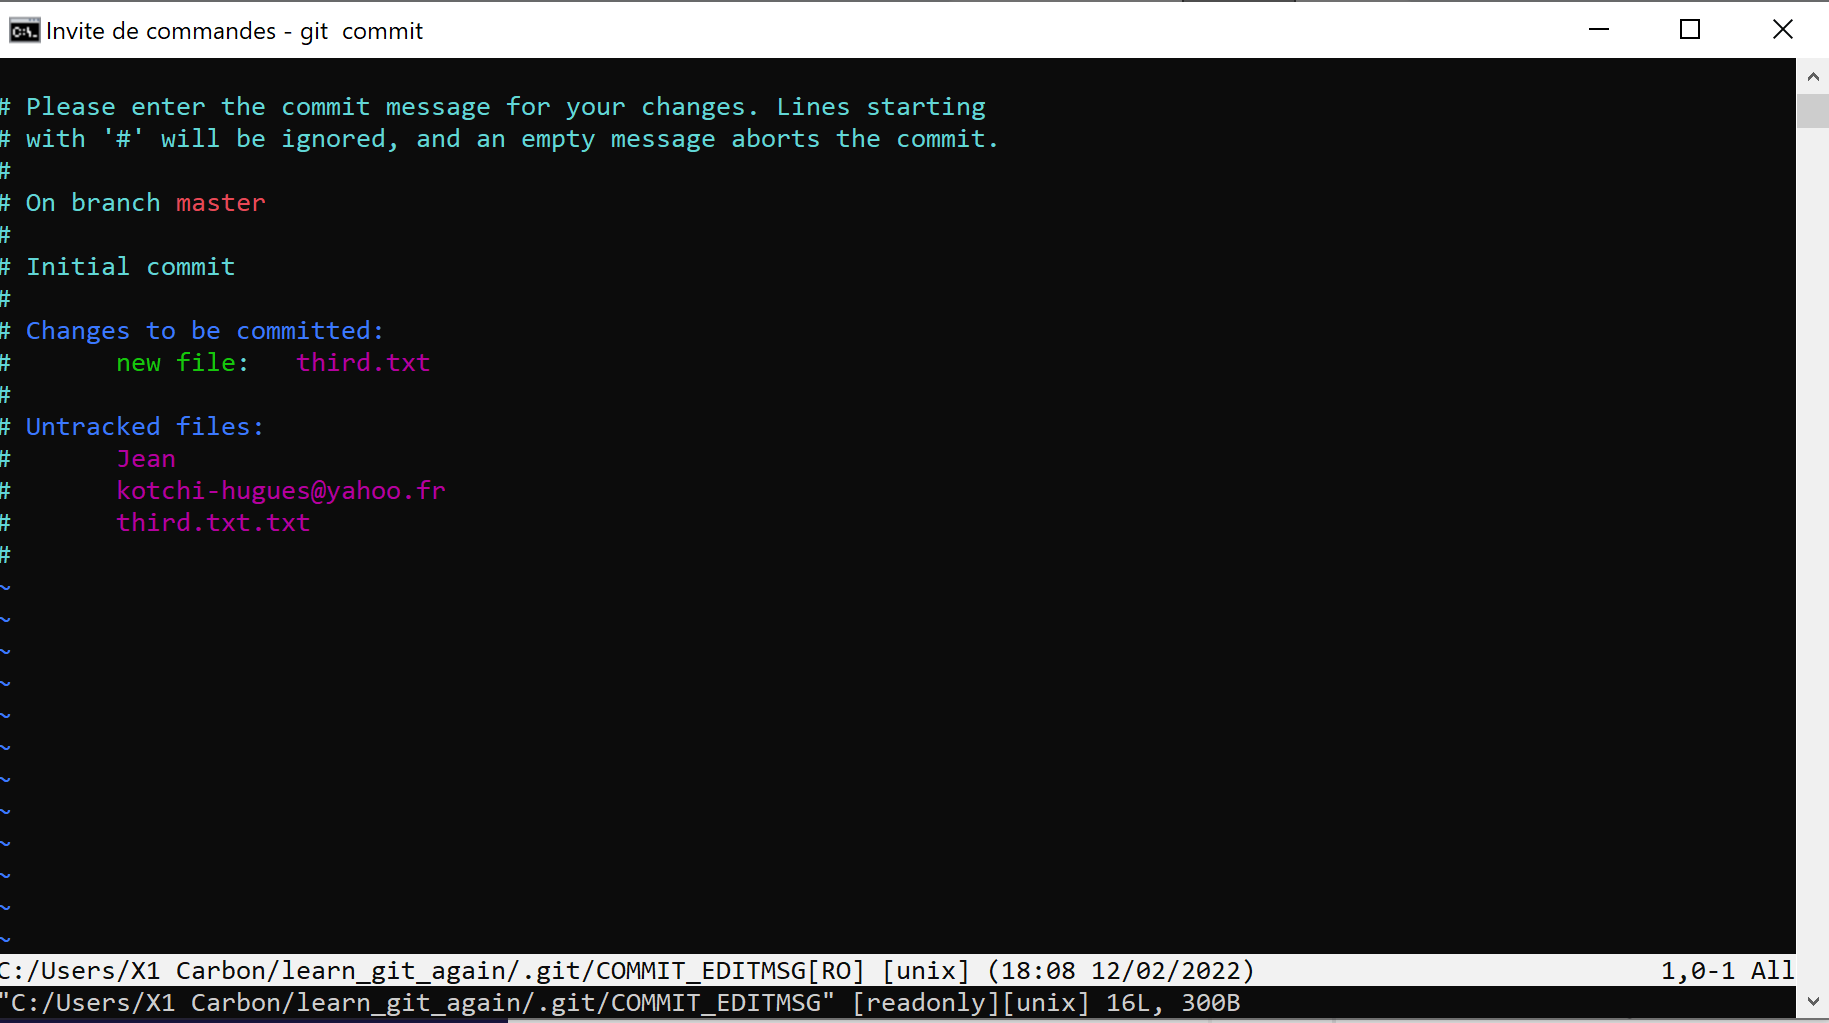 Invite de commandes - git  commit
# Please enter the commit message for your changes. Lines starting
# with '#' will be ignored, and an empty message aborts the commit.
#
# On branch master
#
# Initial commit
#
# Changes to be committed:
#       new file:   third.txt
#
# Untracked files:
#       Jean
#       kotchi-hugues@yahoo.fr
#       third.txt.txt
#
~
~
~
~
~
~
~
~
~
~
~
~
C:/Users/X1 Carbon/learn_git_again/.git/COMMIT_EDITMSG[RO] [unix] (18:08 12/02/2022) 1,0-1 All
"C:/Users/X1 Carbon/learn_git_again/.git/COMMIT_EDITMSG" [readonly][unix] 16L, 300B